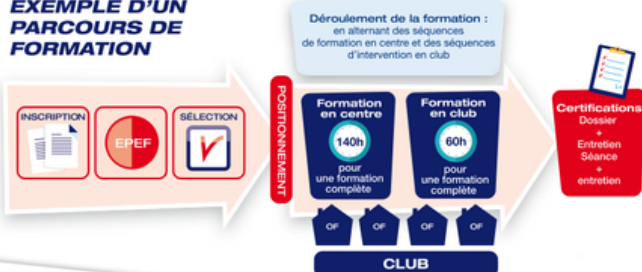 EXEMPLE D'UN
PARCOURS DE
FORMATION
Déroulement de la formation :
en alternant des séquences
de formation en centre et des séquences
d'intervention en club
INSCRIPTION
EPEF
SÉLECTION
POSITIONNEMENT
Formation
en centre
140h
pour
une formation
complète
Formation
en club
60h
pour
une formation
complète
Certifications
Dossier
+
Entretien
Séance
+
entretien
OF
OF
OF
OF
CLUB